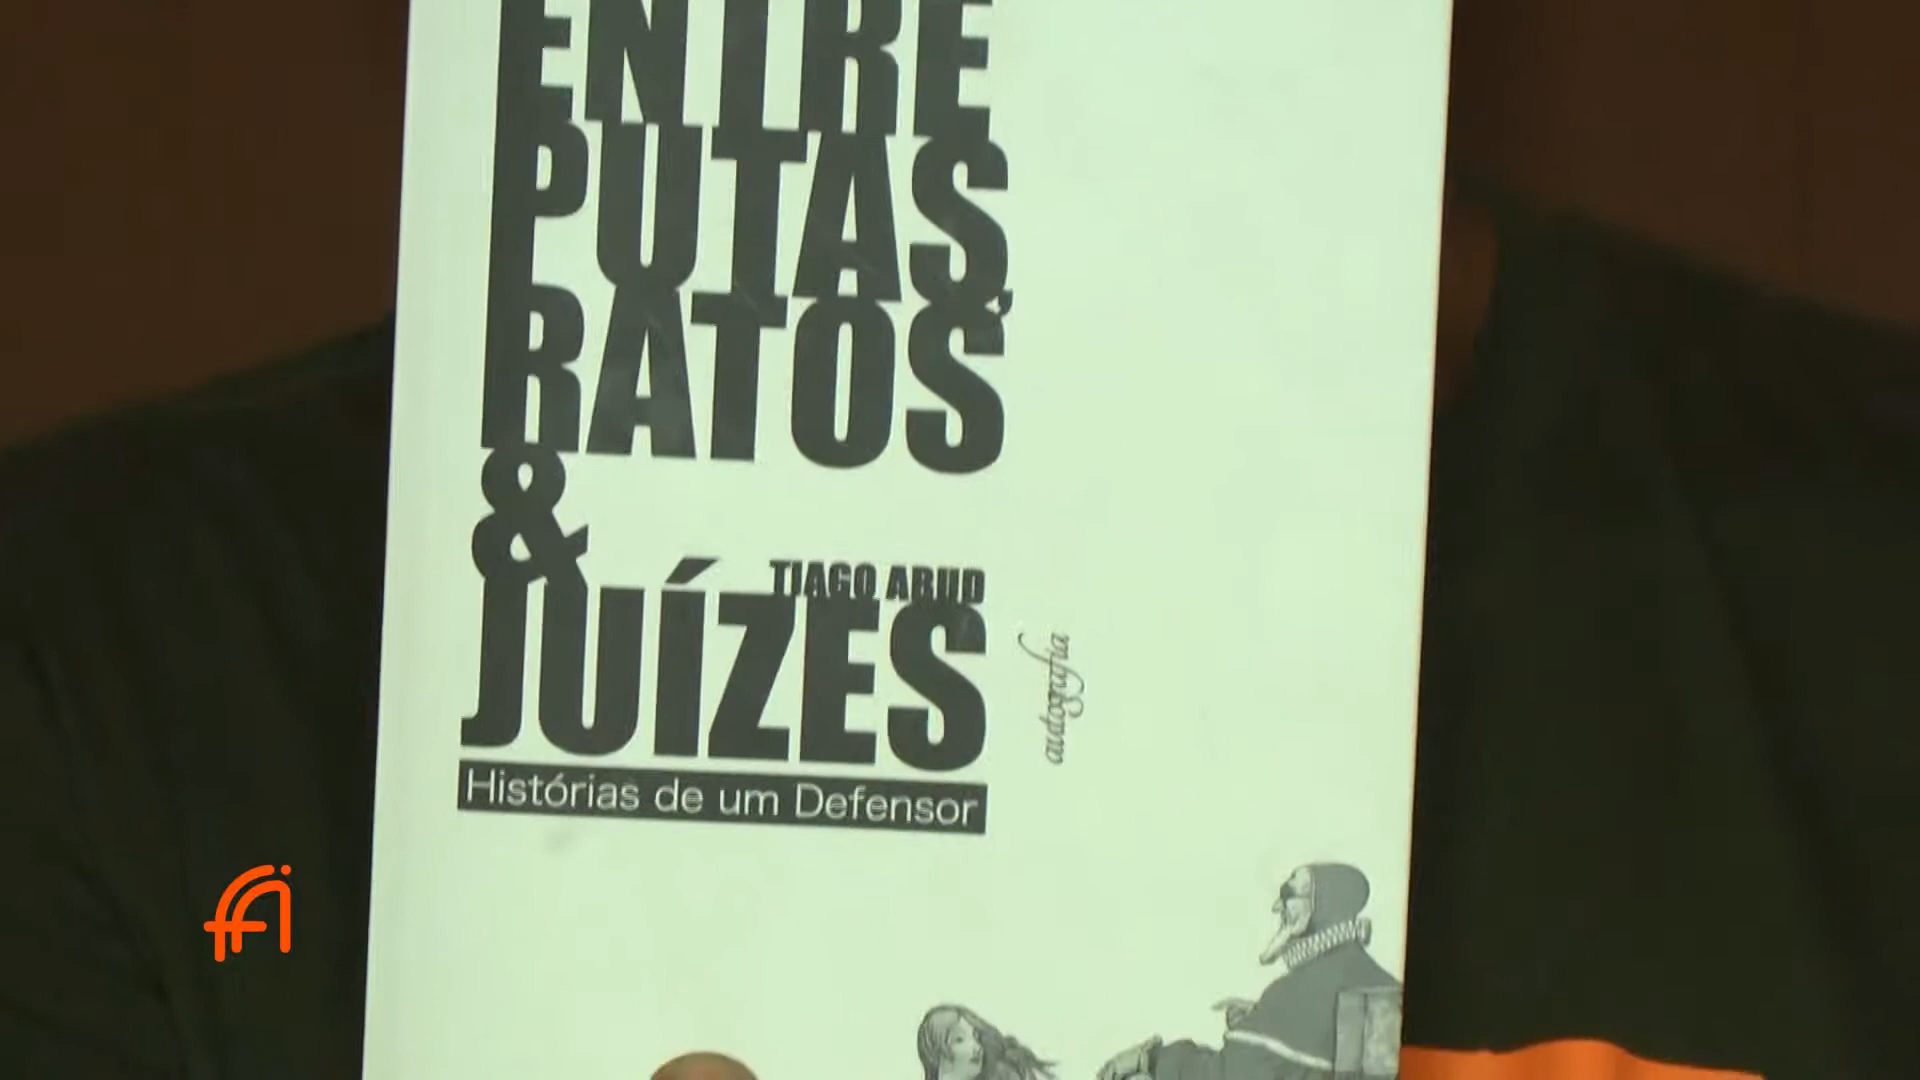 ENTRE
PUTAS,
RATOS
&
TIAGO ABUD
JUÍZES
autografia
Histórias de um Defensor